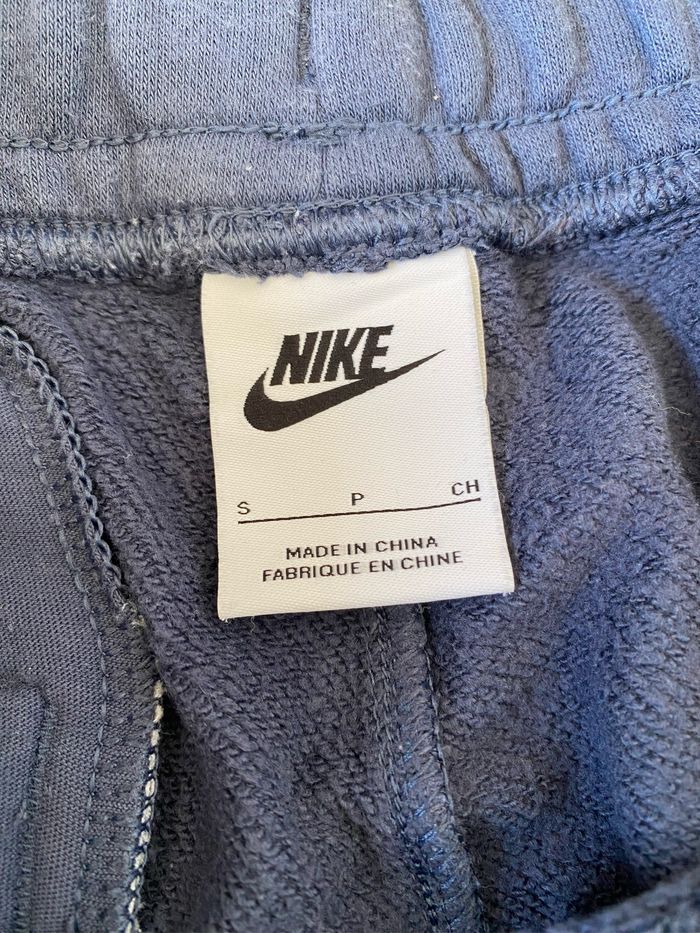 NIKE
S P CH
MADE IN CHINA
FABRIQUE EN CHINE